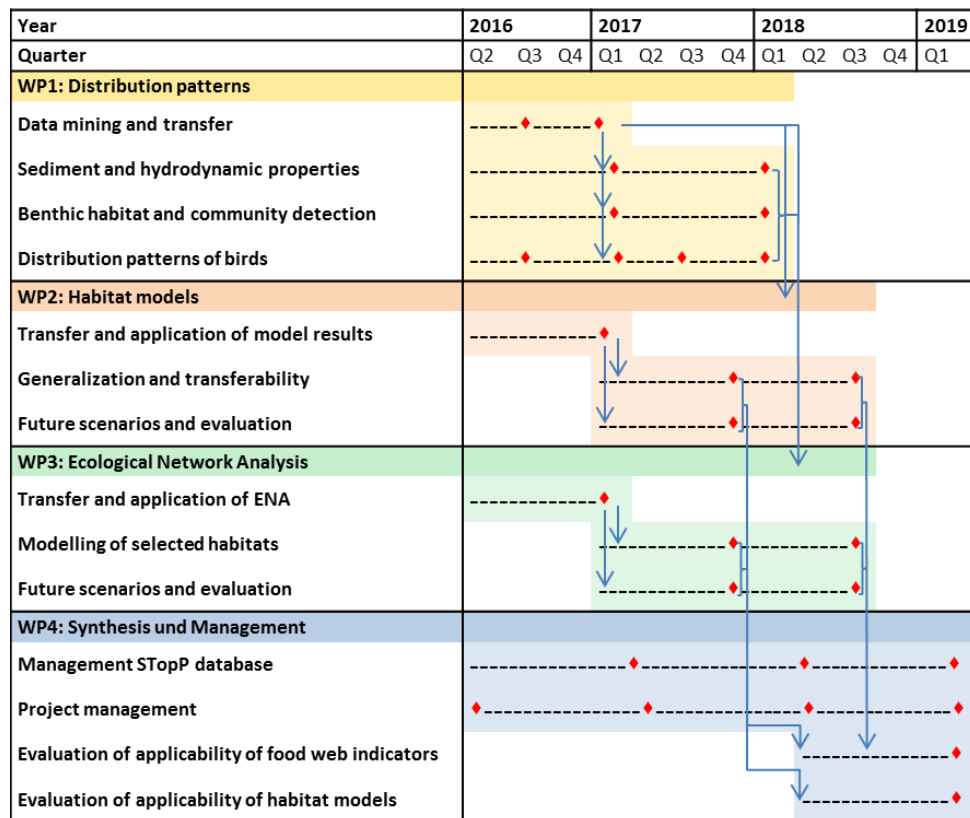 Year 2016 2017 2018 2019
Quarter Q2 Q3 Q4 Q1 Q2 Q3 Q4 Q1 Q2 Q3 Q1
WP1: Distribution patterns
Data mining and transfer
Sediment and hydrodynamic properties
Benthic habitat and community detection
Distribution patterns of birds
WP2: Habitat models
Transfer and application of model results
Generalization and transferability
Future scenarios and evaluation
WP3: Ecological Network Analysis
Transfer and application of ENA
Modelling of selected habitats
Future scenarios and evaluation
WP4: Synthesis und Management
Management STopP database
Project management
Evaluation of applicability of food web indicators
Evaluation of applicability of habitat models